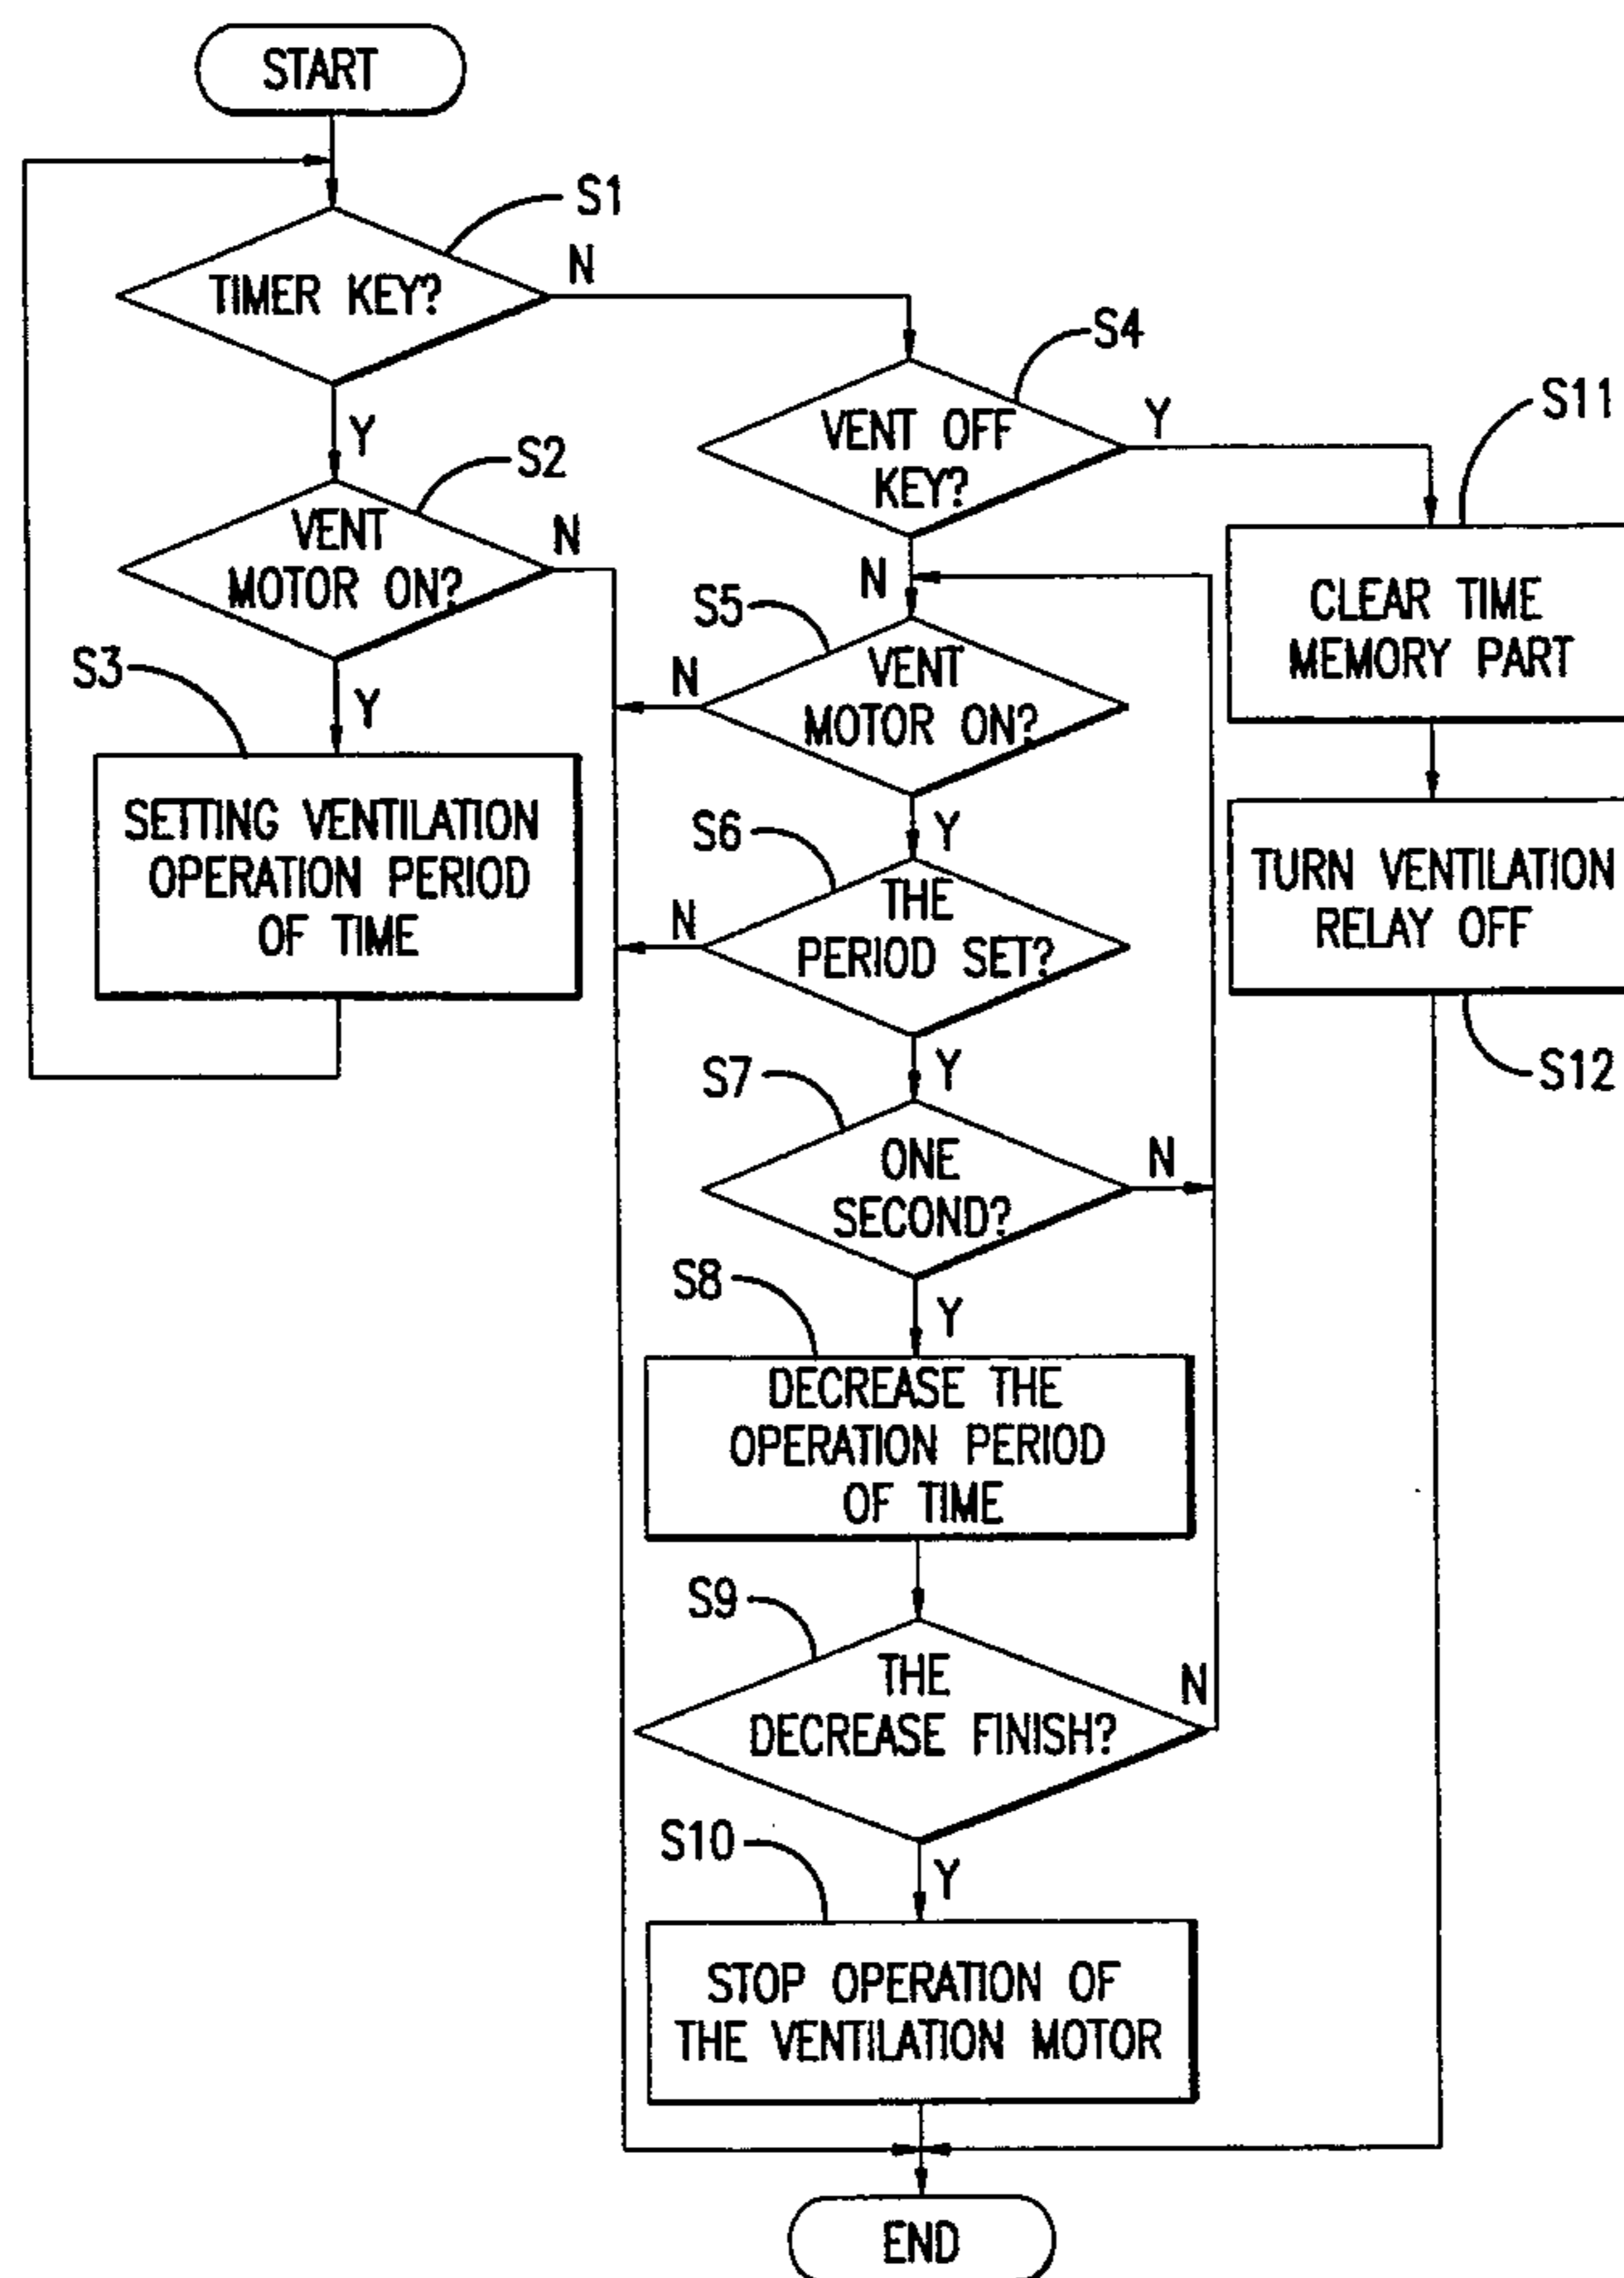 START
S1
TIMER KEY?
N
S4
VENT OFF
KEY?
Y
S11
Y
S2
VENT
MOTOR ON?
N
N
CLEAR TIME
MEMORY PART
S5
VENT
MOTOR ON?
N
S3
Y
SETTING VENTILATION
OPERATION PERIOD
OF TIME
Y
S6
THE
PERIOD SET?
N
TURN VENTILATION
RELAY OFF
S12
Y
S7
ONE
SECOND?
N
S8
Y
DECREASE THE
OPERATION PERIOD
OF TIME
S9
THE
DECREASE FINISH?
N
S10
Y
STOP OPERATION OF
THE VENTILATION MOTOR
END